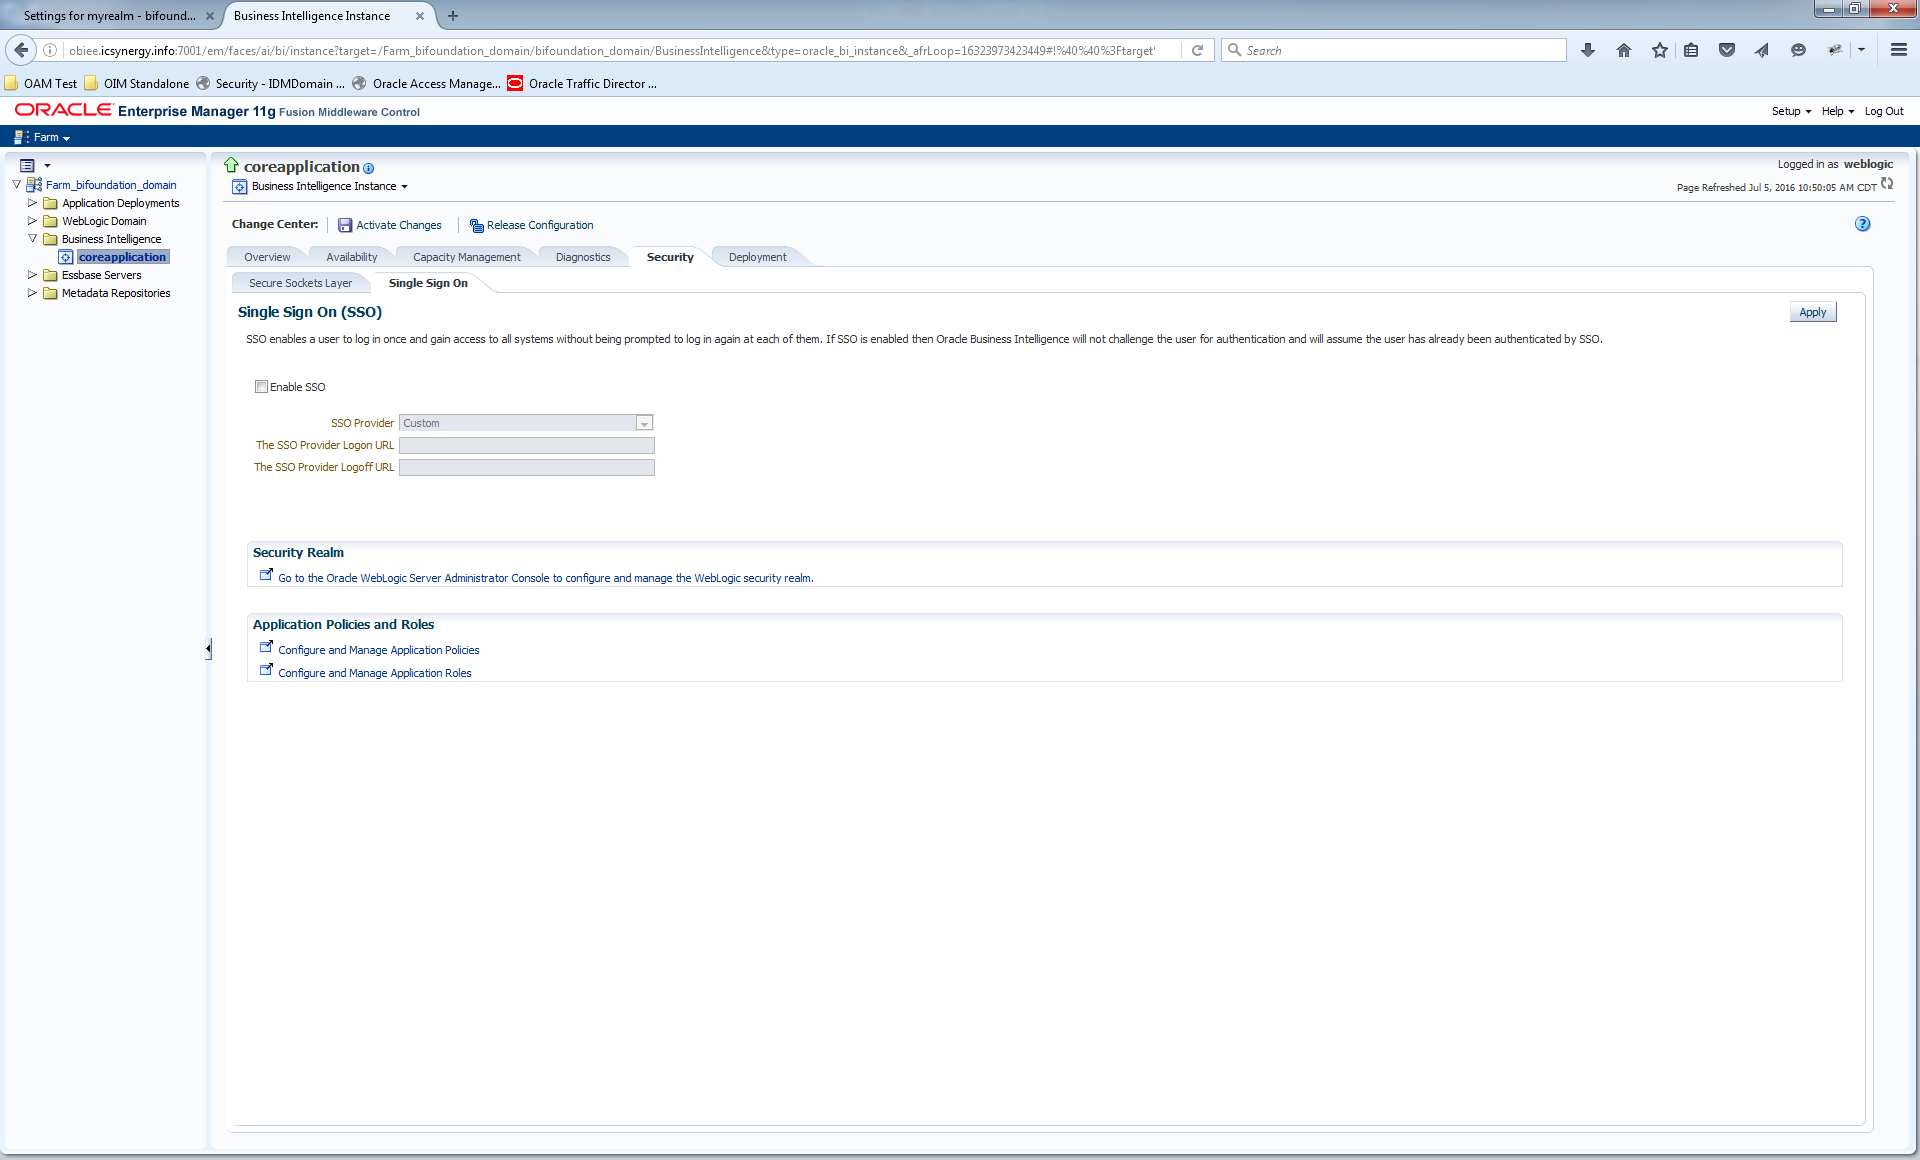 Settings for myrealm - bifound...
Business Intelligence Instance
obiee.icsynergy.info:7001/em/faces/ai/bi/instance?target=/Farm_bifoundation_domain/bifoundation_domain/BusinessIntelligence&type=oracle_bi_instance&_afrLoop=16323973423449#!%40%40%3Ftarget'
Search
OAM Test
OIM Standalone
Security - IDMDomain ...
Oracle Access Manage...
Oracle Traffic Director ...
ORACLE Enterprise Manager 11g Fusion Middleware Control
Setup
Help
Log Out
Farm
Farm_bifoundation_domain
Application Deployments
WebLogic Domain
Business Intelligence
coreapplication
Essbase Servers
Metadata Repositories
coreapplication
Business Intelligence Instance
Logged in as weblogic
Page Refreshed Jul 5, 2016 10:50:05 AM CDT
Change Center:
Activate Changes
Release Configuration
Overview
Availability
Capacity Management
Diagnostics
Security
Deployment
Secure Sockets Layer
Single Sign On
Single Sign On (SSO)
Apply
SSO enables a user to log in once and gain access to all systems without being prompted to log in again at each of them. If SSO is enabled then Oracle Business Intelligence will not challenge the user for authentication and will assume the user has already been authenticated by SSO.
Enable SSO
SSO Provider Custom
The SSO Provider Logon URL
The SSO Provider Logoff URL
Security Realm
Go to the Oracle WebLogic Server Administrator Console to configure and manage the WebLogic security realm.
Application Policies and Roles
Configure and Manage Application Policies
Configure and Manage Application Roles